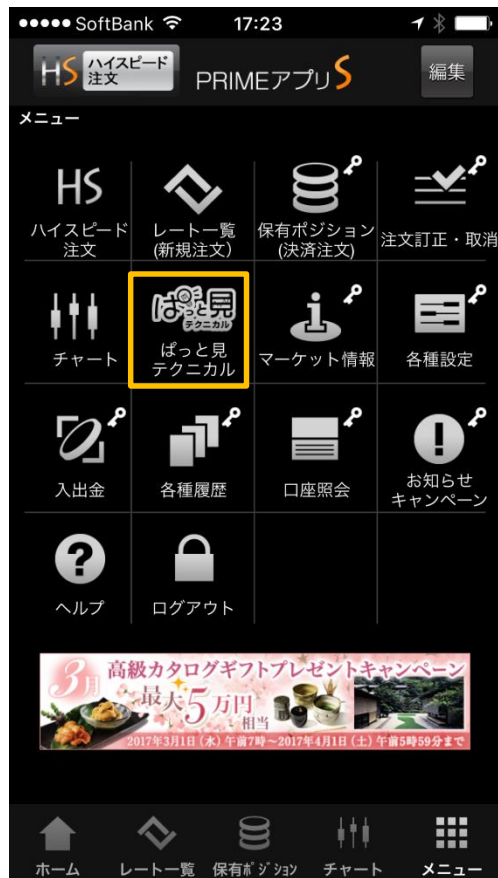 SoftBank 17:23
HS ハイスピード
注文
PRIMEアプリS
編集
メニュー
HS
ハイスピード
注文
レート一覧
(新規注文)
保有ポジション
(決済注文)
注文訂正・取消
チャート
ぱっと見
テクニカル
ぱっと見
テクニカル
マーケット情報
各種設定
入出金
各種履歴
口座照会
お知らせ
キャンペーン
ヘルプ
ログアウト
3月
高級カタログギフトプレゼントキャンペーン
最大5万円
相当
2017年3月1日(水)午前7時~2017年4月1日(土)午前5時59分まで
ホーム
レート一覧
保有ポジション
チャート
メニュー